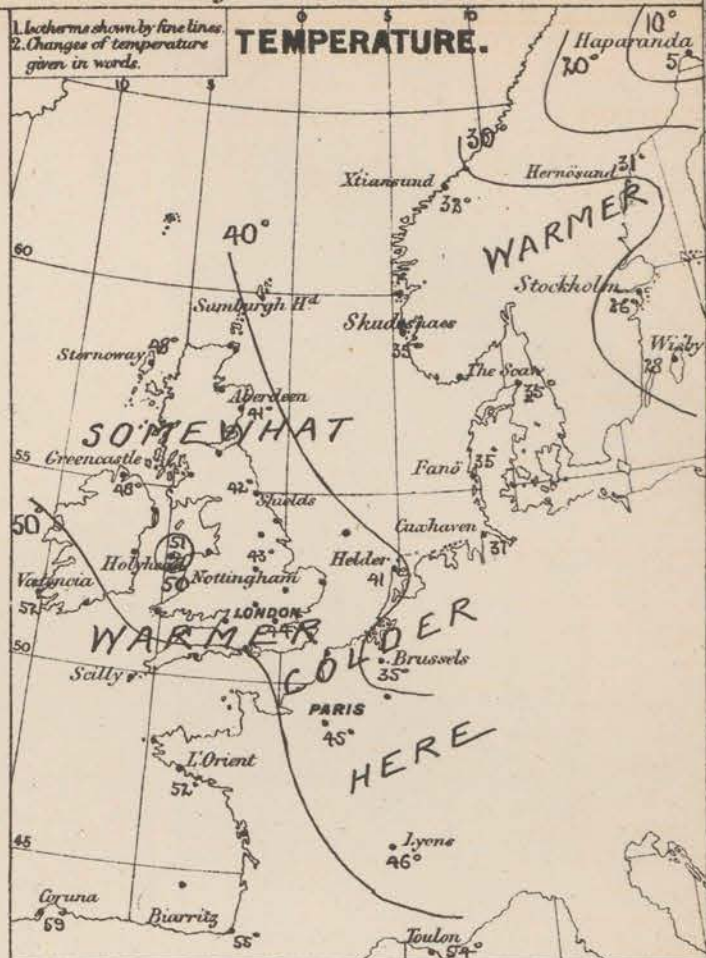 1. Isotherms shown by fine lines.
2. Changes of temperature
given in words.
TEMPERATURE.
10 5 0 5 10
10°
Haparanda
20° 5
30°
Xtiansund Hernösund 31°
38°
WARMER
40°
60
Sumburgh Hd Stockholm
26°
Skudesnaes
Stornoway 48° 35° Wisby
28
The Scaw
35°
Aberdeen
41°
SOMEWHAT
Greencastle Fanö 35°
55
48° 42°
Shields
50° Cuxhaven
37
51
43°
Holyhead Helder
Valencia 50 Nottingham 41
LONDON
WARMER COLDER
50 Brussels
Scilly 35°
PARIS
45°
HERE
L'Orient
52°
Lyons
46°
45
Coruna
59 Biarritz
55°
Toulon
54°